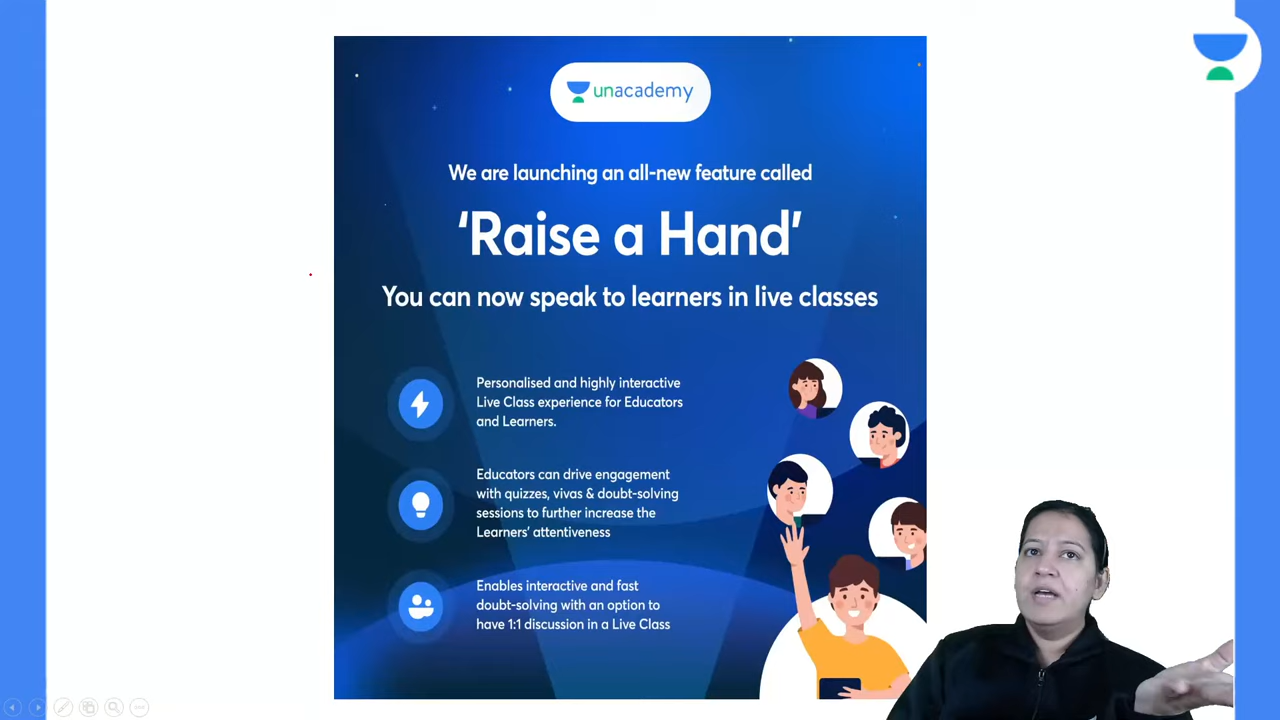 unacademy
We are launching an all-new feature called
‘Raise a Hand’
You can now speak to learners in live classes
Personalised and highly interactive
Live Class experience for Educators
and Learners.
Educators can drive engagement
with quizzes, vivas & doubt-solving
sessions to further increase the
Learners’ attentiveness
Enables interactive and fast
doubt-solving with an option to
have 1:1 discussion in a Live Class